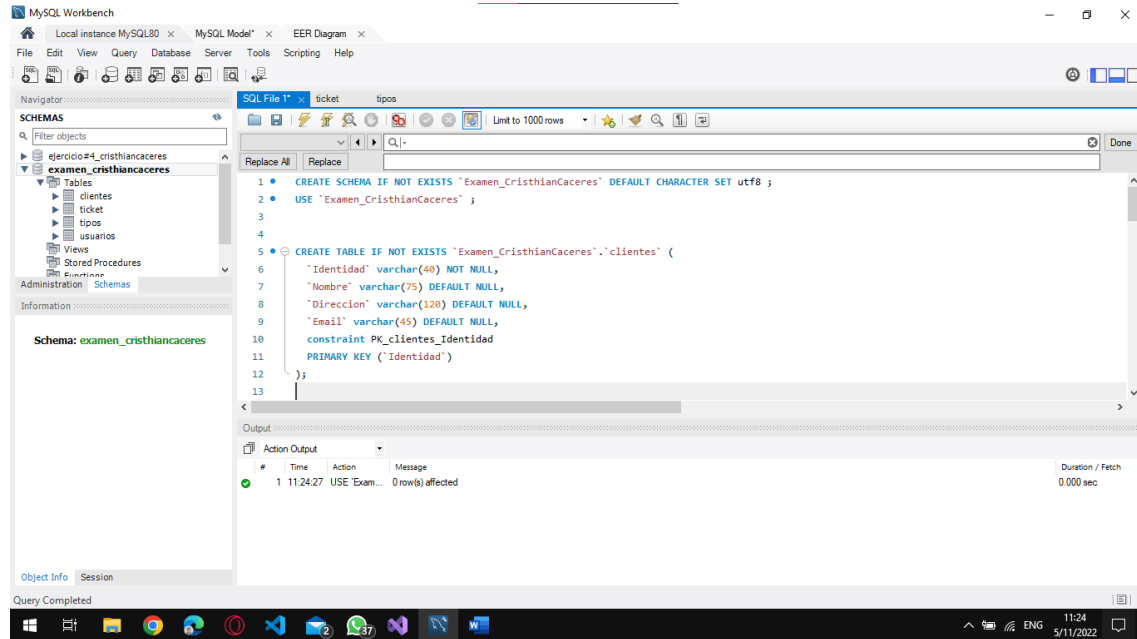 MySQL Workbench
Local instance MySQL80 × MySQL Model* × EER Diagram ×
File Edit View Query Database Server Tools Scripting Help
Navigator
SCHEMAS
Filter objects
ejercicio#4_cristhiancaceres
examen_cristhiancaceres
Tables
clientes
ticket
tipos
usuarios
Views
Stored Procedures
Functions
Administration Schemas
Information
Schema: examen_cristhiancaceres
Object Info Session
Query Completed
SQL File 1* × ticket tipos
Limit to 1000 rows
Done
Replace All Replace
1 CREATE SCHEMA IF NOT EXISTS `Examen_CristhianCaceres` DEFAULT CHARACTER SET utf8 ;
2 USE `Examen_CristhianCaceres` ;
3
4
5 CREATE TABLE IF NOT EXISTS `Examen_CristhianCaceres`.`clientes` (
6 `Identidad` varchar(40) NOT NULL,
7 `Nombre` varchar(75) DEFAULT NULL,
8 `Direccion` varchar(120) DEFAULT NULL,
9 `Email` varchar(45) DEFAULT NULL,
10 constraint PK_clientes_Identidad
11 PRIMARY KEY (`Identidad`)
12 );
13
Output
Action Output
# Time Action Message Duration / Fetch
1 11:24:27 USE `Exam... 0 row(s) affected 0.000 sec
2 37 ENG 11:24
5/11/2022